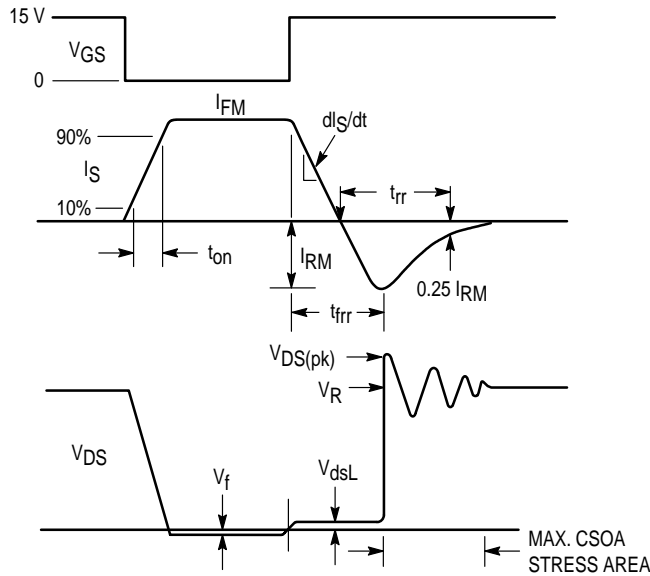 15 V
VGS
0
IFM
90%
dIS/dt
IS
trr
10%
ton
IRM
0.25 IRM
tfrr
VDS(pk)
VR
VDS
Vf
VdsL
MAX. CSOA
STRESS AREA